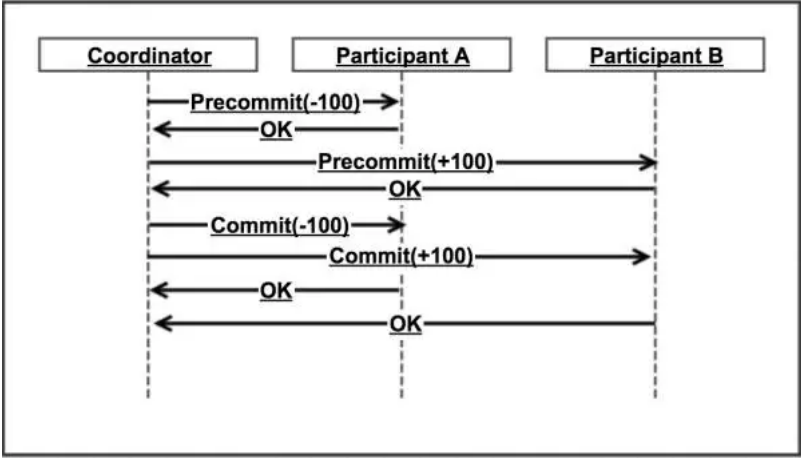 Coordinator Participant A Participant B
Precommit(-100)
OK
Precommit(+100)
OK
Commit(-100)
Commit(+100)
OK
OK